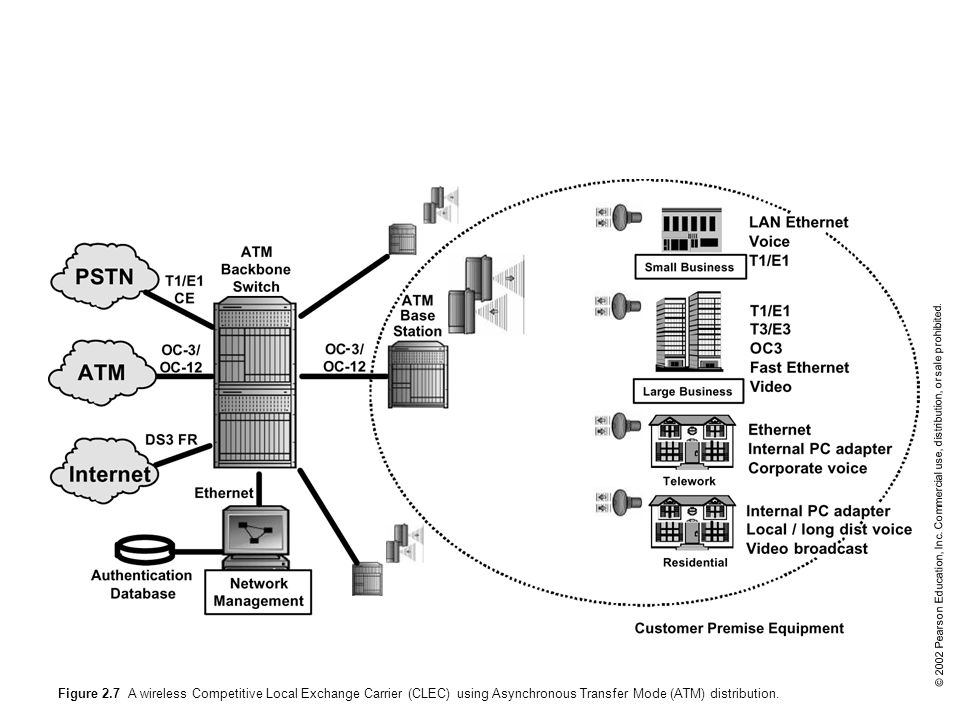 PSTN
T1/E1
CE
ATM
Backbone
Switch
ATM
OC-3/
OC-12
OC-3/
OC-12
ATM
Base
Station
Internet
DS3 FR
Ethernet
Authentication
Database
Network
Management
LAN Ethernet
Voice
T1/E1
Small Business
T1/E1
T3/E3
OC3
Fast Ethernet
Video
Large Business
Ethernet
Internal PC adapter
Corporate voice
Telework
Internal PC adapter
Local / long dist voice
Video broadcast
Residential
Customer Premise Equipment
© 2002 Pearson Education, Inc. Commercial use, distribution, or sale prohibited.
Figure 2.7 A wireless Competitive Local Exchange Carrier (CLEC) using Asynchronous Transfer Mode (ATM) distribution.